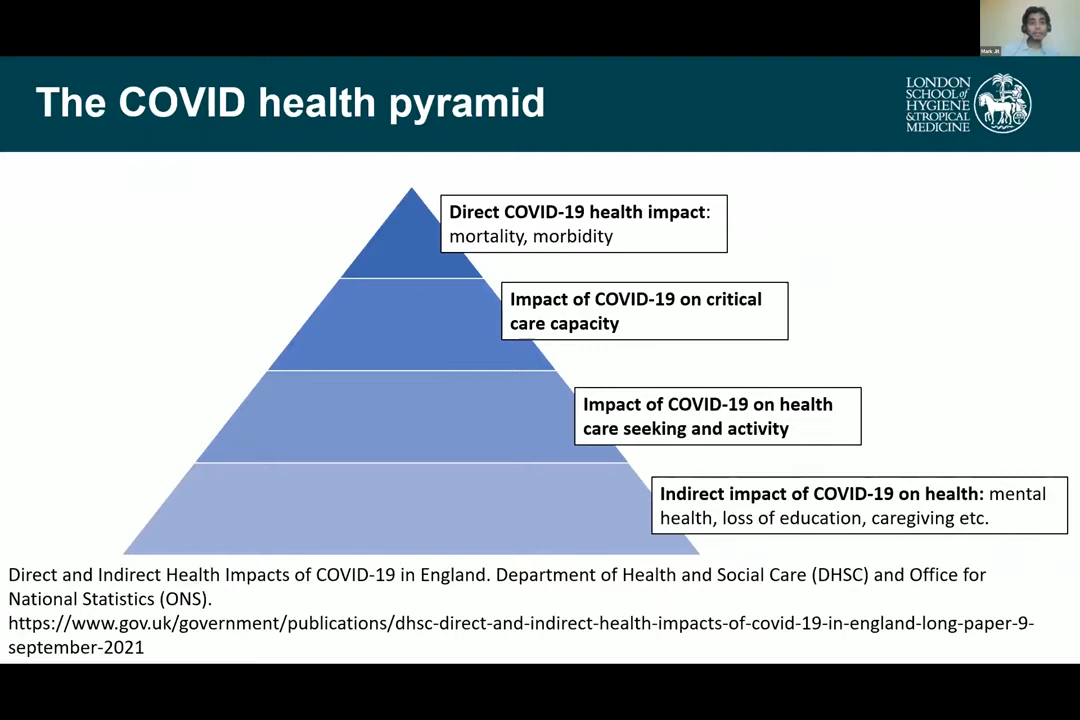 Mark Jit
The COVID health pyramid
LONDON
SCHOOL of
HYGIENE
&TROPICAL
MEDICINE
Direct COVID-19 health impact:
mortality, morbidity
Impact of COVID-19 on critical
care capacity
Impact of COVID-19 on health
care seeking and activity
Indirect impact of COVID-19 on health: mental
health, loss of education, caregiving etc.
Direct and Indirect Health Impacts of COVID-19 in England. Department of Health and Social Care (DHSC) and Office for
National Statistics (ONS).
https://www.gov.uk/government/publications/dhsc-direct-and-indirect-health-impacts-of-covid-19-in-england-long-paper-9-
september-2021